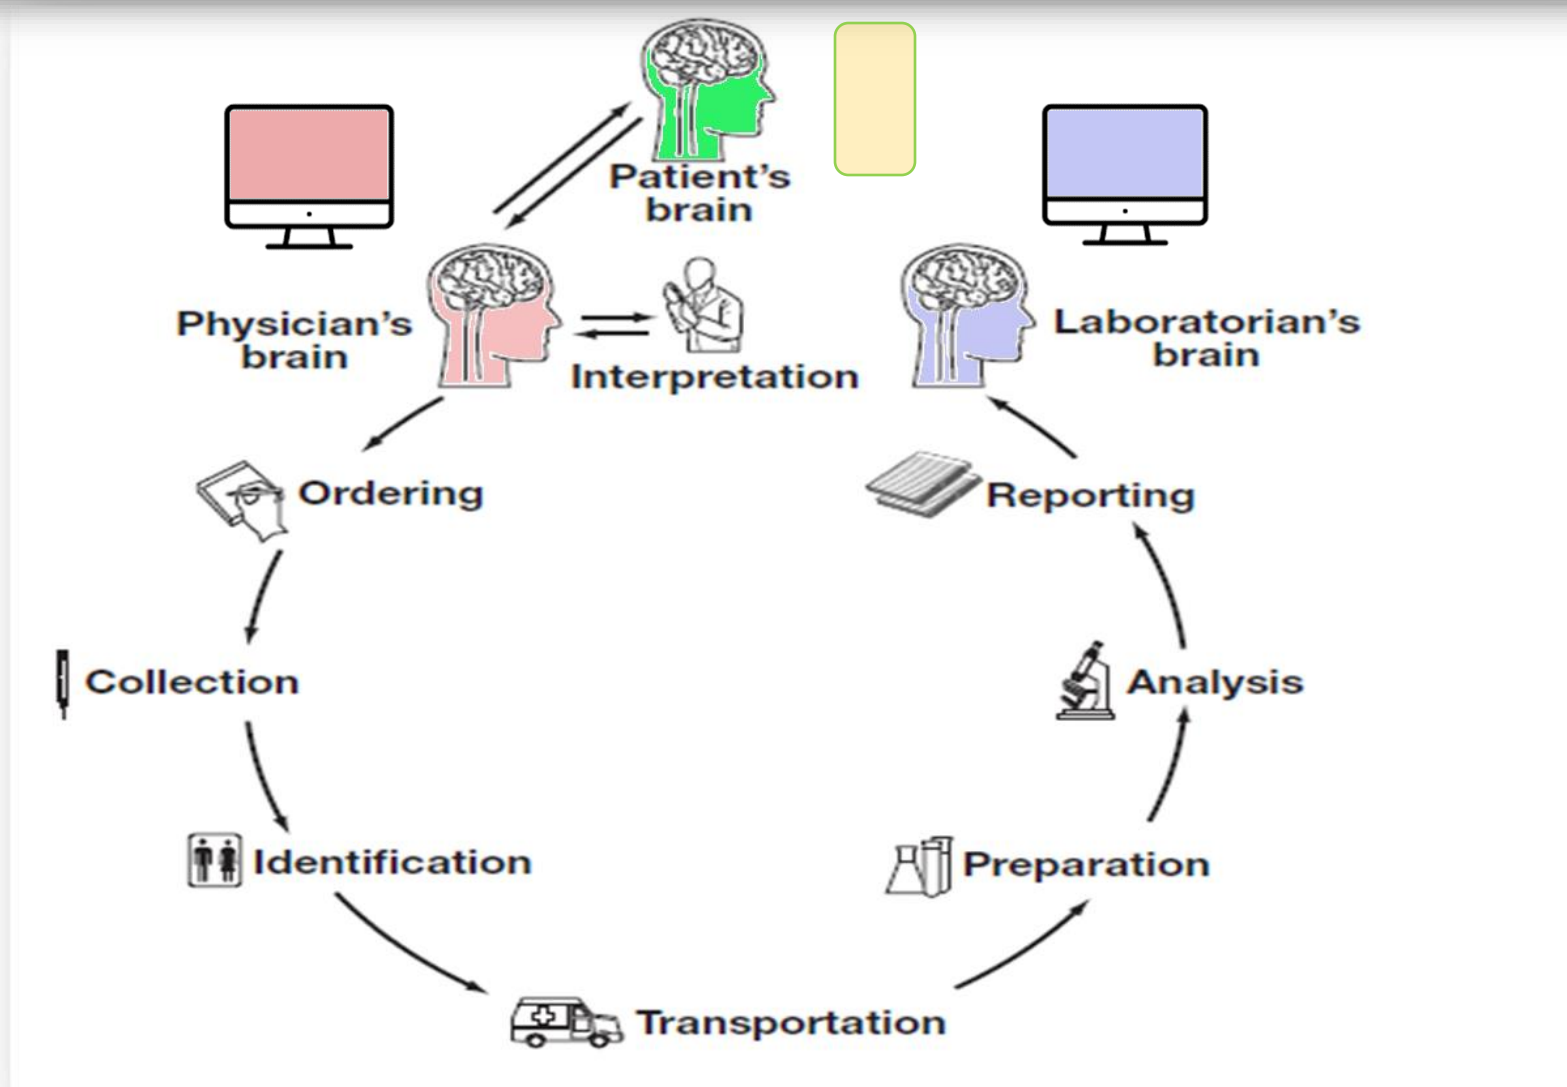 Patient's
brain
Physician's
brain
Interpretation
Laboratorian's
brain
Ordering
Reporting
Collection
Analysis
Identification
Preparation
Transportation